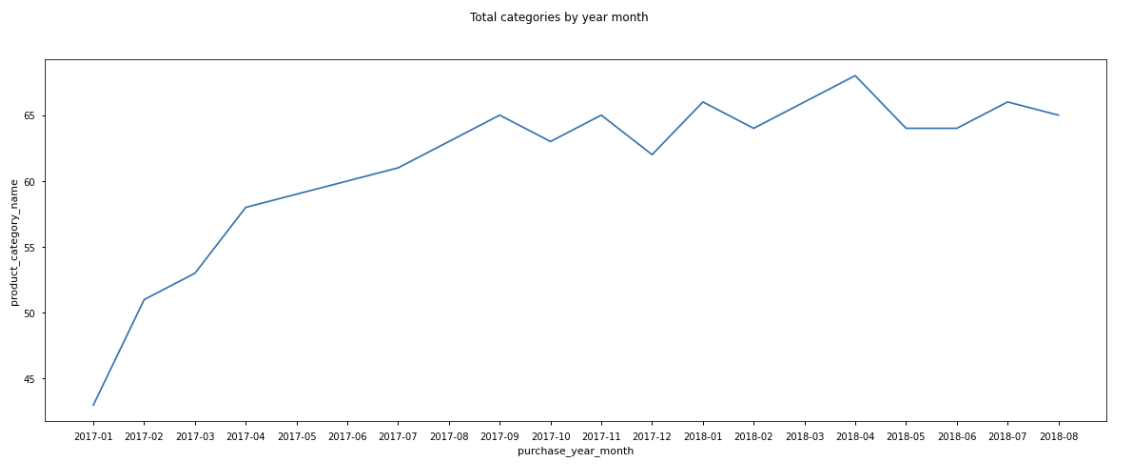 Total categories by year month
product_category_name
65
60
55
50
45
2017-01 2017-02 2017-03 2017-04 2017-05 2017-06 2017-07 2017-08 2017-09 2017-10 2017-11 2017-12 2018-01 2018-02 2018-03 2018-04 2018-05 2018-06 2018-07 2018-08
purchase_year_month